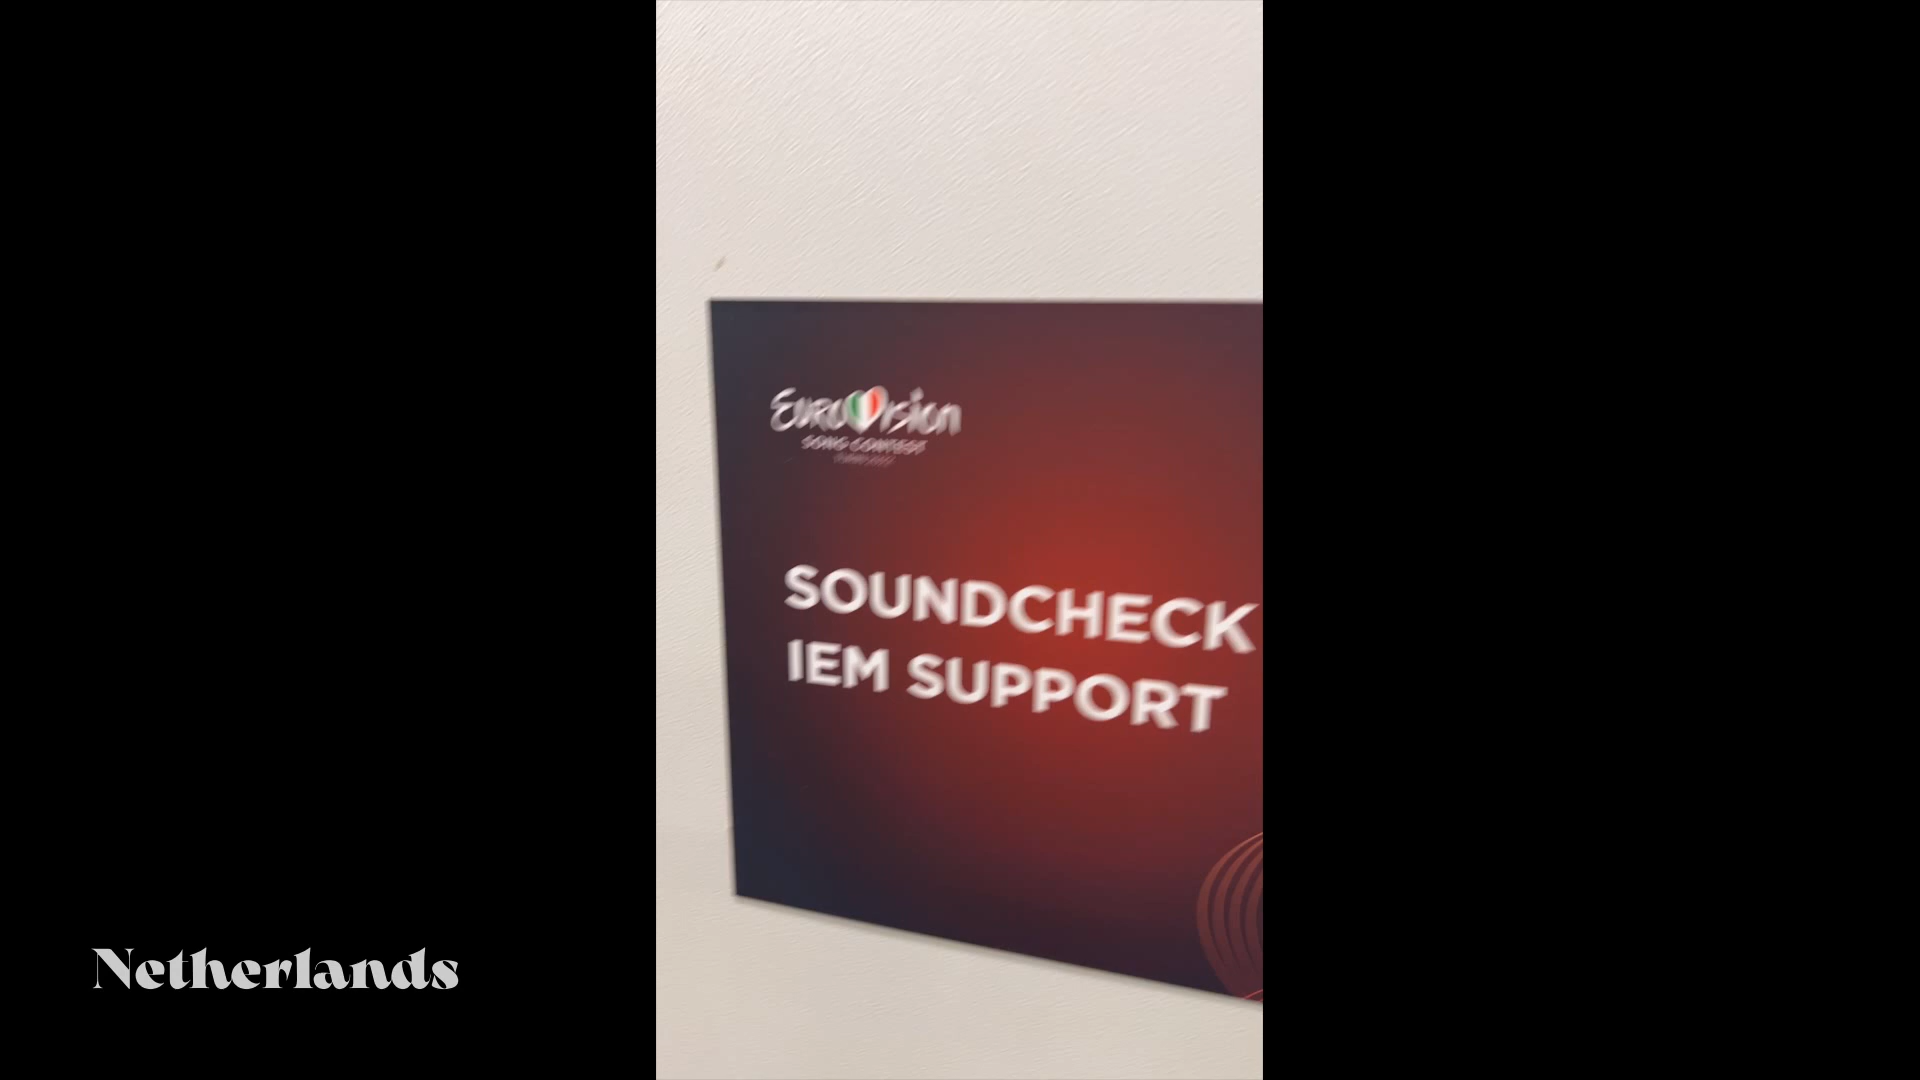 EUROVISION
SONG CONTEST
SOUNDCHECK
IEM SUPPORT
Netherlands